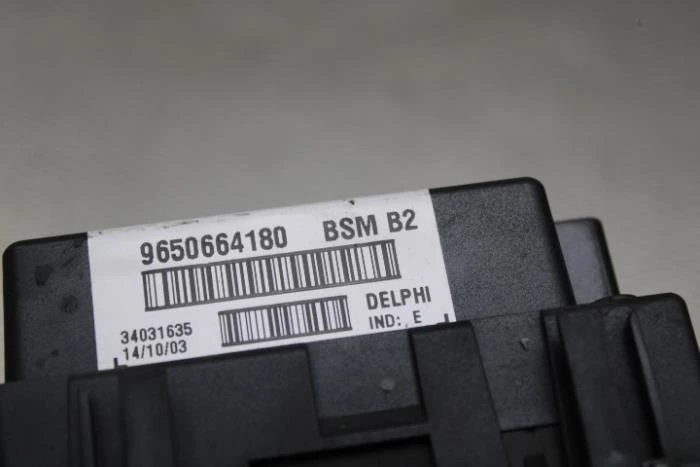 9650664180 BSM B2
DELPHI
34031635
IND: E
14/10/03